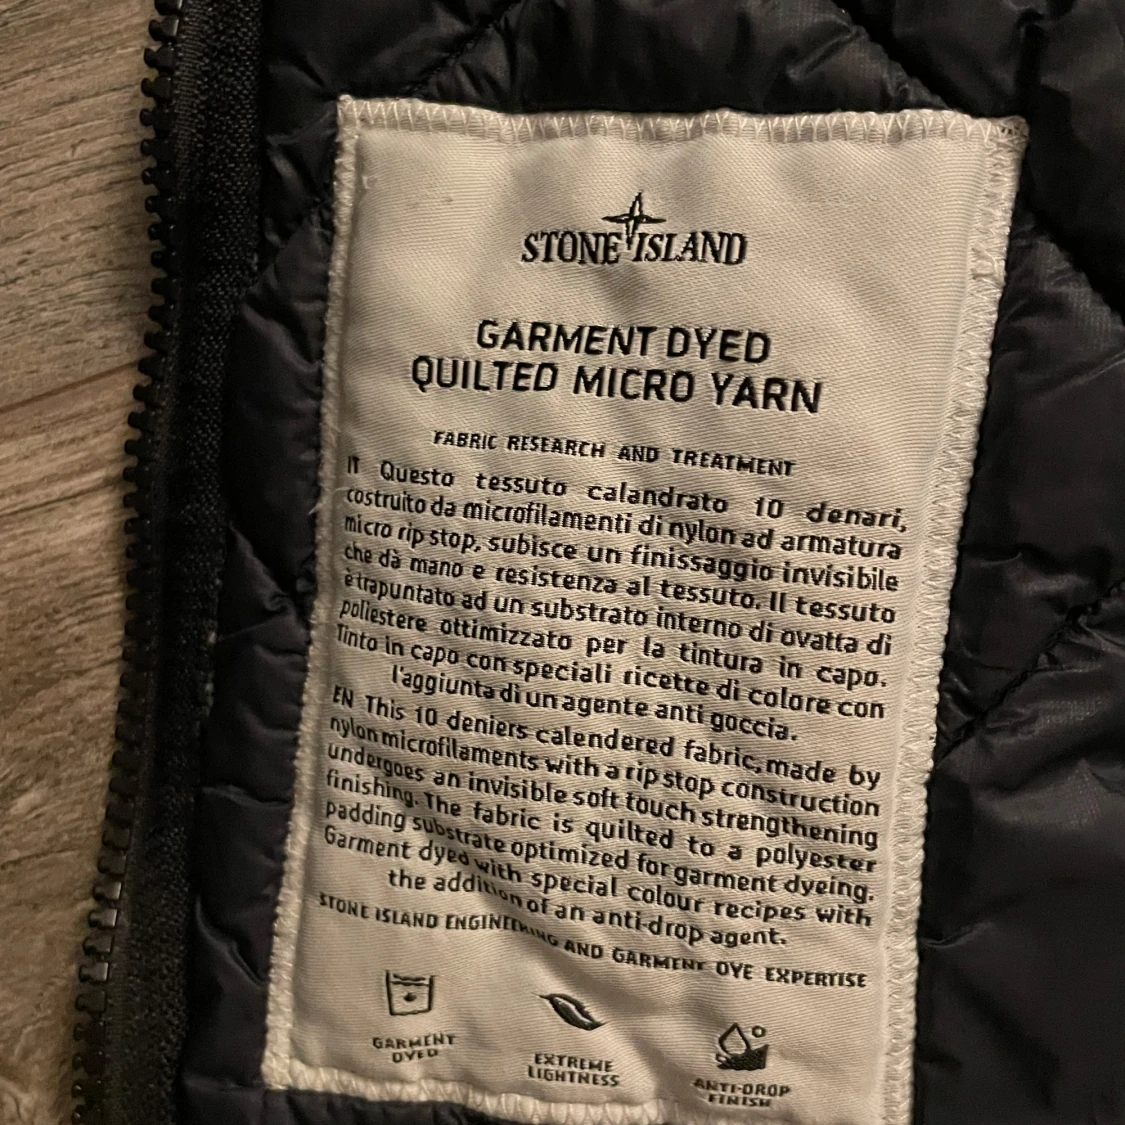 STONE ISLAND
GARMENT DYED
QUILTED MICRO YARN
FABRIC RESEARCH AND TREATMENT
IT Questo tessuto calandrato 10 denari,
costruito da microfilamenti di nylon ad armatura
micro rip stop, subisce un finissaggio invisibile
che dà mano e resistenza al tessuto. Il tessuto
è trapuntato ad un substrato interno di ovatta di
poliestere ottimizzato per la tintura in capo.
Tinto in capo con speciali ricette di colore con
l'aggiunta di un agente anti goccia.
EN This 10 deniers calendered fabric, made by
nylon microfilaments with a rip stop construction
undergoes an invisible soft touch strengthening
finishing. The fabric is quilted to a polyester
padding substrate optimized for garment dyeing.
Garment dyed with special colour recipes with
the addition of an anti-drop agent.
STONE ISLAND ENGINEERING AND GARMENT DYE EXPERTISE
GARMENT
DYED
EXTREME
LIGHTNESS
ANTI-DROP
FINISH